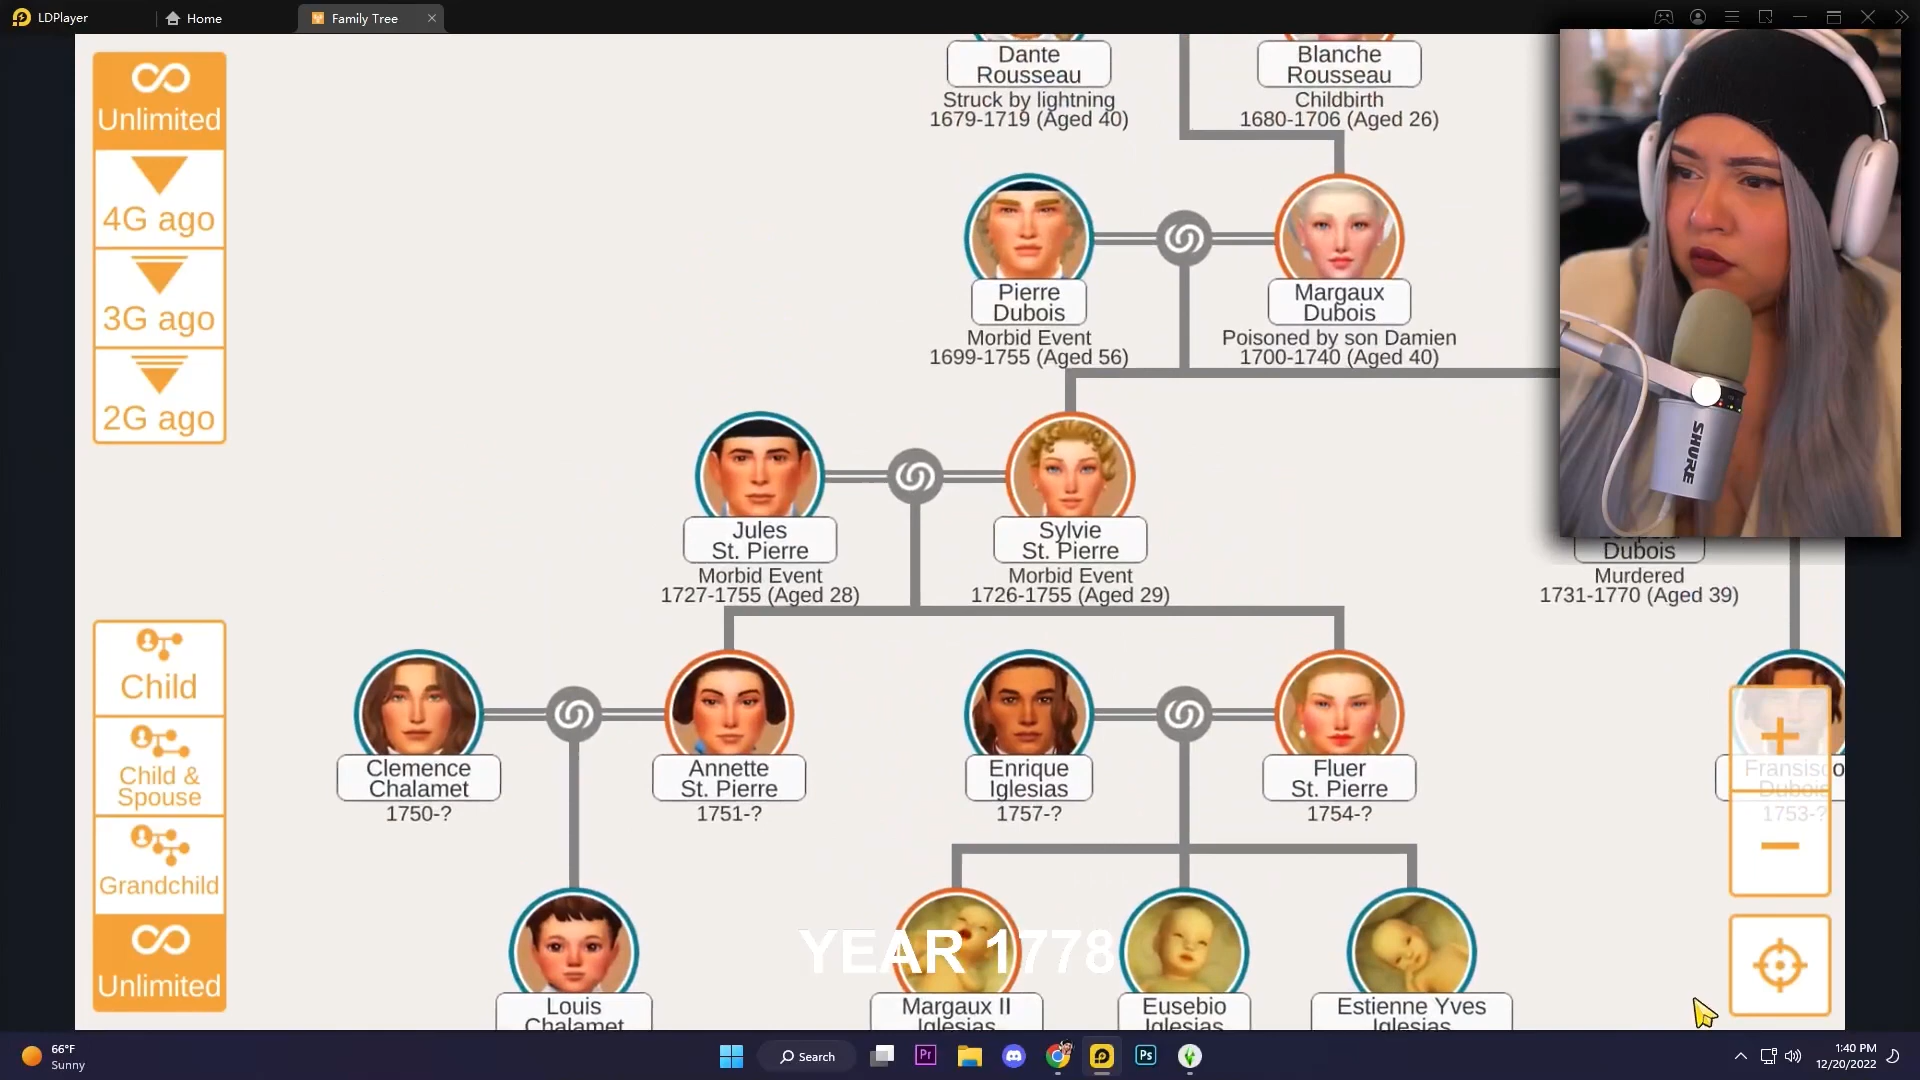 LDPlayer
Home
Family Tree
Unlimited
4G ago
3G ago
2G ago
Child
Child &
Spouse
Grandchild
Unlimited
Dante
Rousseau
Struck by lightning
1679-1719 (Aged 40)
Blanche
Rousseau
Childbirth
1680-1706 (Aged 26)
Pierre
Dubois
Morbid Event
1699-1755 (Aged 56)
Margaux
Dubois
Poisoned by son Damien
1700-1740 (Aged 40)
Jules
St. Pierre
Morbid Event
1727-1755 (Aged 28)
Sylvie
St. Pierre
Morbid Event
1726-1755 (Aged 29)
Dubois
Murdered
1731-1770 (Aged 39)
SHURE
Clemence
Chalamet
1750-?
Annette
St. Pierre
1751-?
Enrique
Iglesias
1757-?
Fluer
St. Pierre
1754-?
Fransisco
Dubois
1753-?
YEAR 1778
Louis
Chalamet
Margaux II
Iglesias
Eusebio
Iglesias
Estienne Yves
Iglesias
66°F
Sunny
Search
Pr
Ps
1:40 PM
12/20/2022